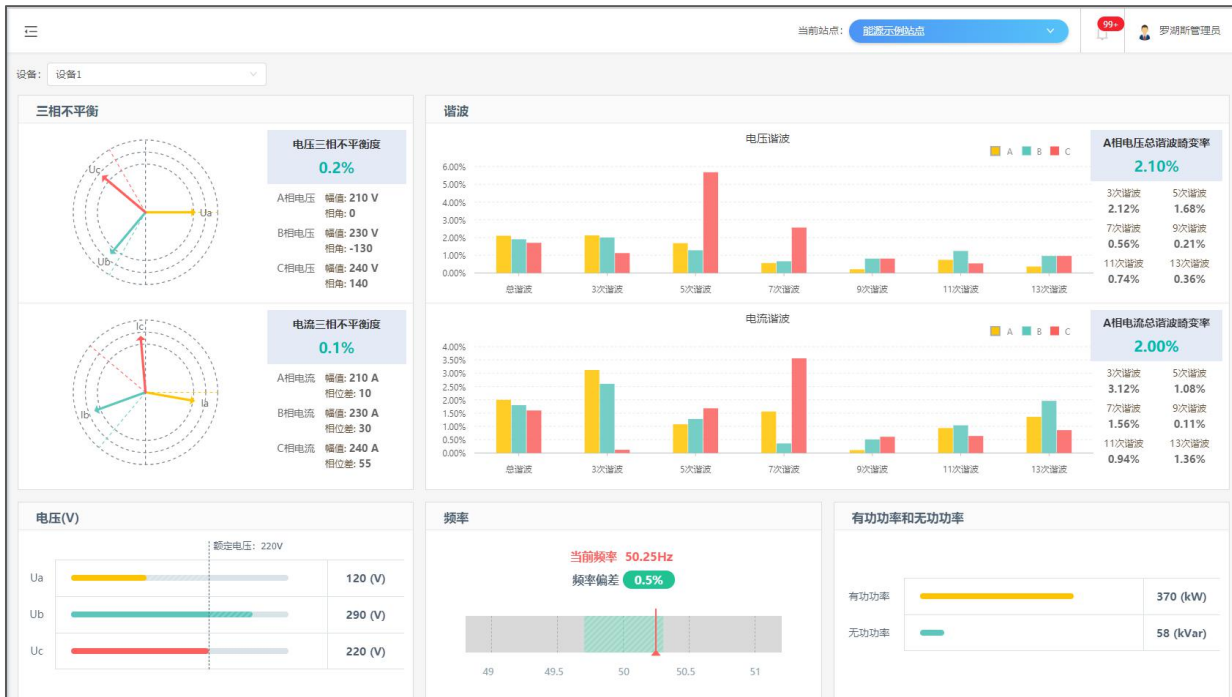 当前站点：
能源示例站点
99+
罗湖斯管理员
设备：
设备1
三相不平衡
Uc
Ua
Ub
电压三相不平衡度
0.2%
A相电压 幅值: 210 V
相角: 0
B相电压 幅值: 230 V
相角: -130
C相电压 幅值: 240 V
相角: 140
Ic
Ia
Ib
电流三相不平衡度
0.1%
A相电流 幅值: 210 A
相位差: 10
B相电流 幅值: 230 A
相位差: 30
C相电流 幅值: 240 A
相位差: 55
谐波
电压谐波
A B C
6.00%
5.00%
4.00%
3.00%
2.00%
1.00%
0.00%
总谐波 3次谐波 5次谐波 7次谐波 9次谐波 11次谐波 13次谐波
A相电压总谐波畸变率
2.10%
3次谐波 5次谐波
2.12% 1.68%
7次谐波 9次谐波
0.56% 0.21%
11次谐波 13次谐波
0.74% 0.36%
电流谐波
A B C
4.00%
3.50%
3.00%
2.50%
2.00%
1.50%
1.00%
0.50%
0.00%
总谐波 3次谐波 5次谐波 7次谐波 9次谐波 11次谐波 13次谐波
A相电流总谐波畸变率
2.00%
3次谐波 5次谐波
3.12% 1.08%
7次谐波 9次谐波
1.56% 0.11%
11次谐波 13次谐波
0.94% 1.36%
电压(V)
额定电压：220V
Ua 120 (V)
Ub 290 (V)
Uc 220 (V)
频率
当前频率 50.25Hz
频率偏差 0.5%
49 49.5 50 50.5 51
有功功率和无功功率
有功功率 370 (kW)
无功功率 58 (kVar)